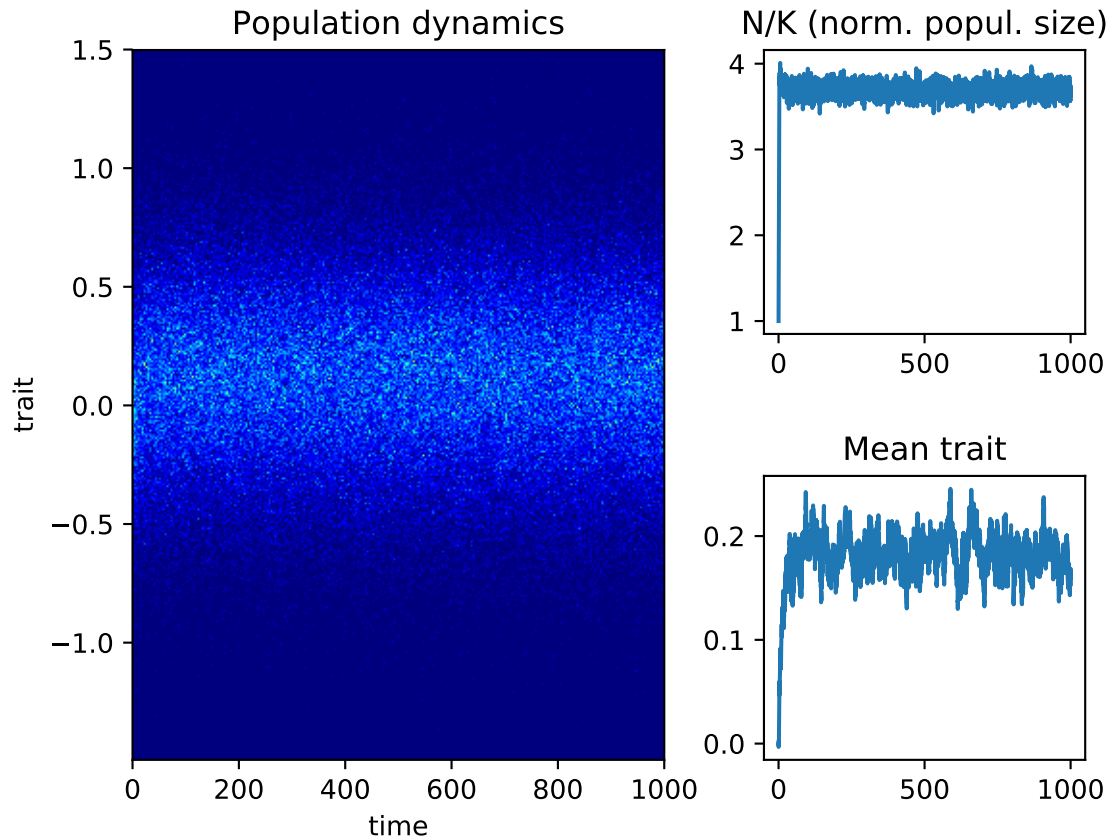 Population dynamics
1.5
1.0
0.5
0.0
−0.5
−1.0
trait
0 200 400 600 800 1000
time
N/K (norm. popul. size)
4
3
2
1
0 500 1000
Mean trait
0.2
0.1
0.0
0 500 1000